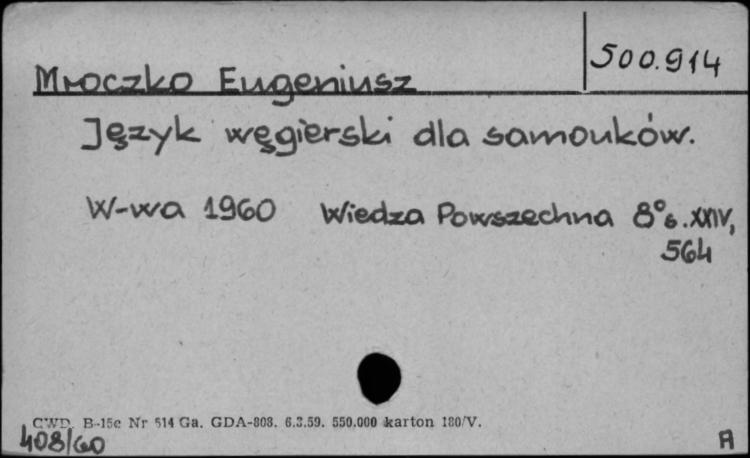 500.914
Mroczko Eugeniusz
Język węgierski dla samouków.
W-wa 1960 Wiedza Powszechna 8° s. XXIV,
564
CWD. B-15c Nr 514 Ga. GDA-808. 6.3.59. 550.000 karton 180/V.
408/60
A